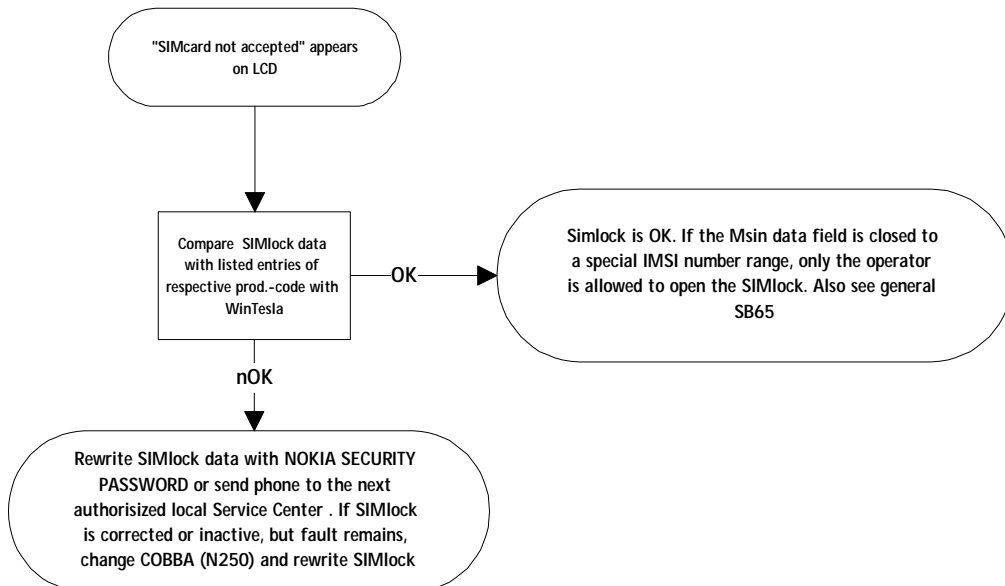 "SIMcard not accepted" appears
on LCD
Compare SIMlock data
with listed entries of
respective prod.-code with
WinTesla
OK
Simlock is OK. If the Msin data field is closed to
a special IMSI number range, only the operator
is allowed to open the SIMlock. Also see general
SB65
nOK
Rewrite SIMlock data with NOKIA SECURITY
PASSWORD or send phone to the next
authorisized local Service Center . If SIMlock
is corrected or inactive, but fault remains,
change COBBA (N250) and rewrite SIMlock